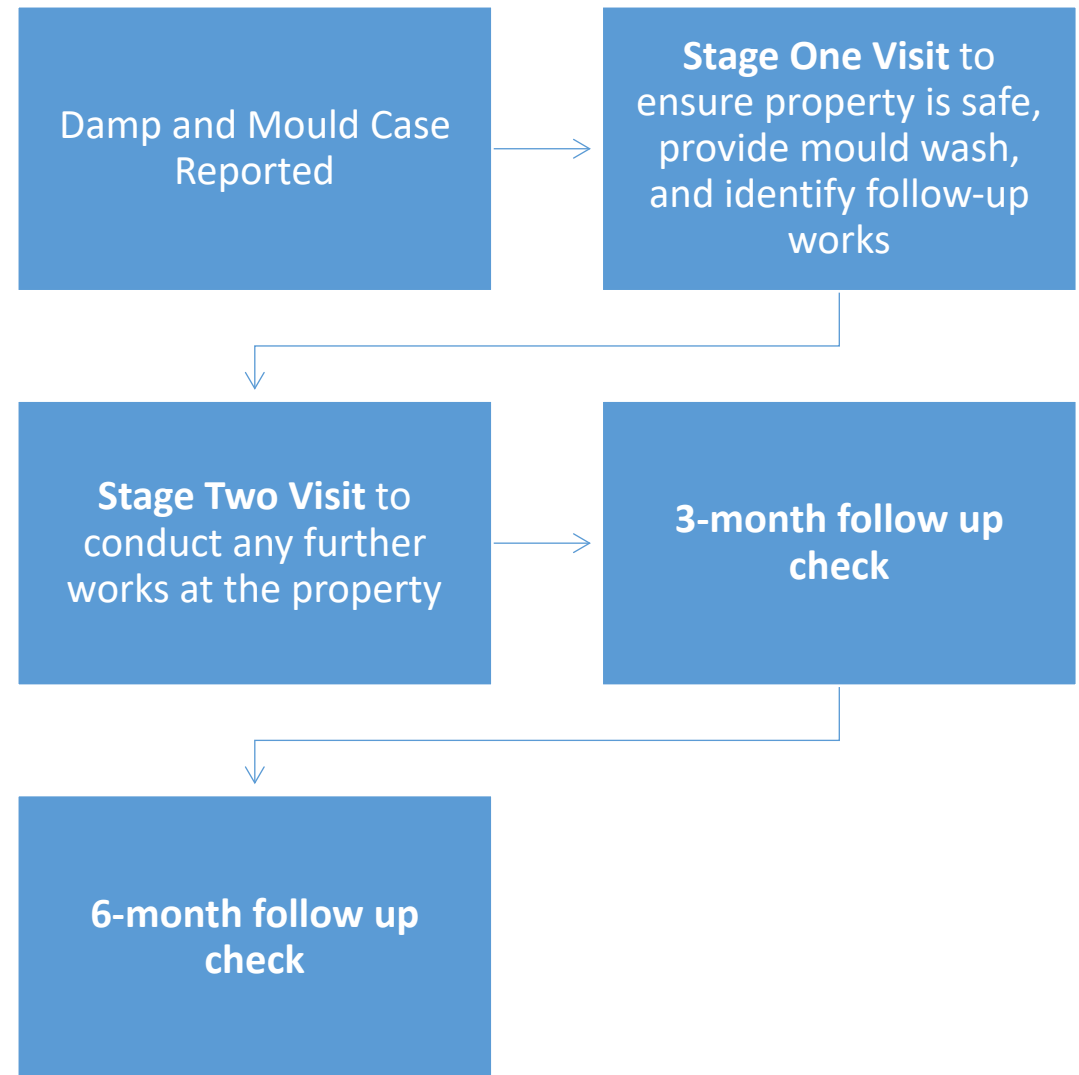 Damp and Mould Case
Reported
Stage One Visit to
ensure property is safe,
provide mould wash,
and identify follow-up
works
Stage Two Visit to
conduct any further
works at the property
3-month follow up
check
6-month follow up
check